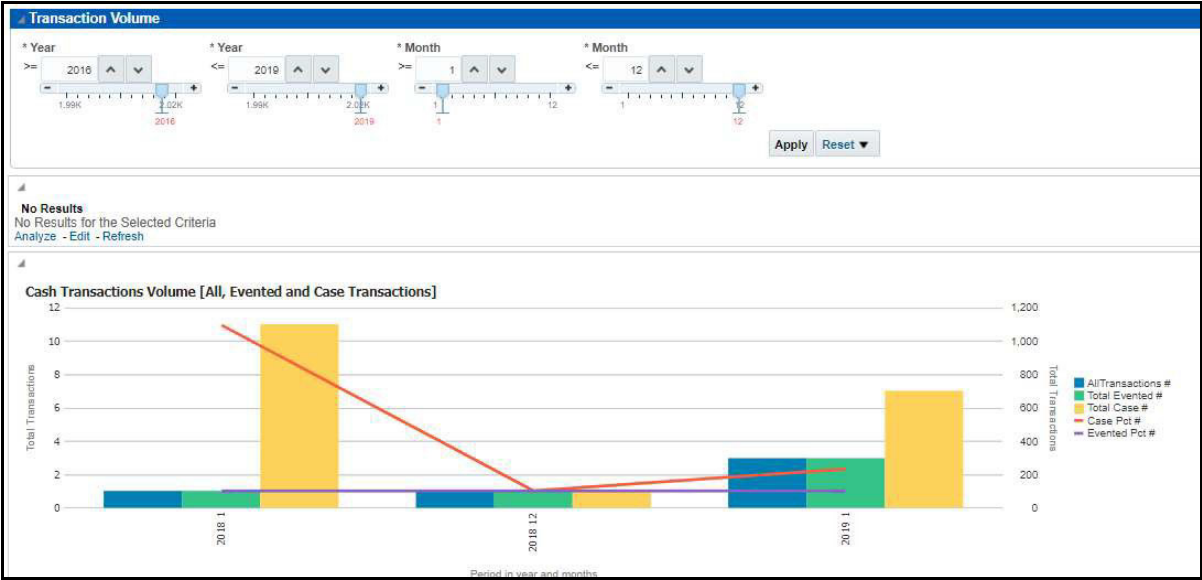 Transaction Volume
* Year * Year * Month * Month
>= 2016 <= 2019 >= 1 <= 12
- + - + - + - +
1.99K 2.02K 1.99K 2.02K 1 12 1 12
2016 2019 1 12
Apply Reset ▼
No Results
No Results for the Selected Criteria
Analyze - Edit - Refresh
Cash Transactions Volume [All, Evented and Case Transactions]
Total Transactions
12
10
8
6
4
2
0
1,200
1,000
800
600
400
200
0
Total Transactions
AllTransactions #
Total Evented #
Total Case #
Case Pct #
Evented Pct #
2018 1
2018 12
2019 1
Period in year and months